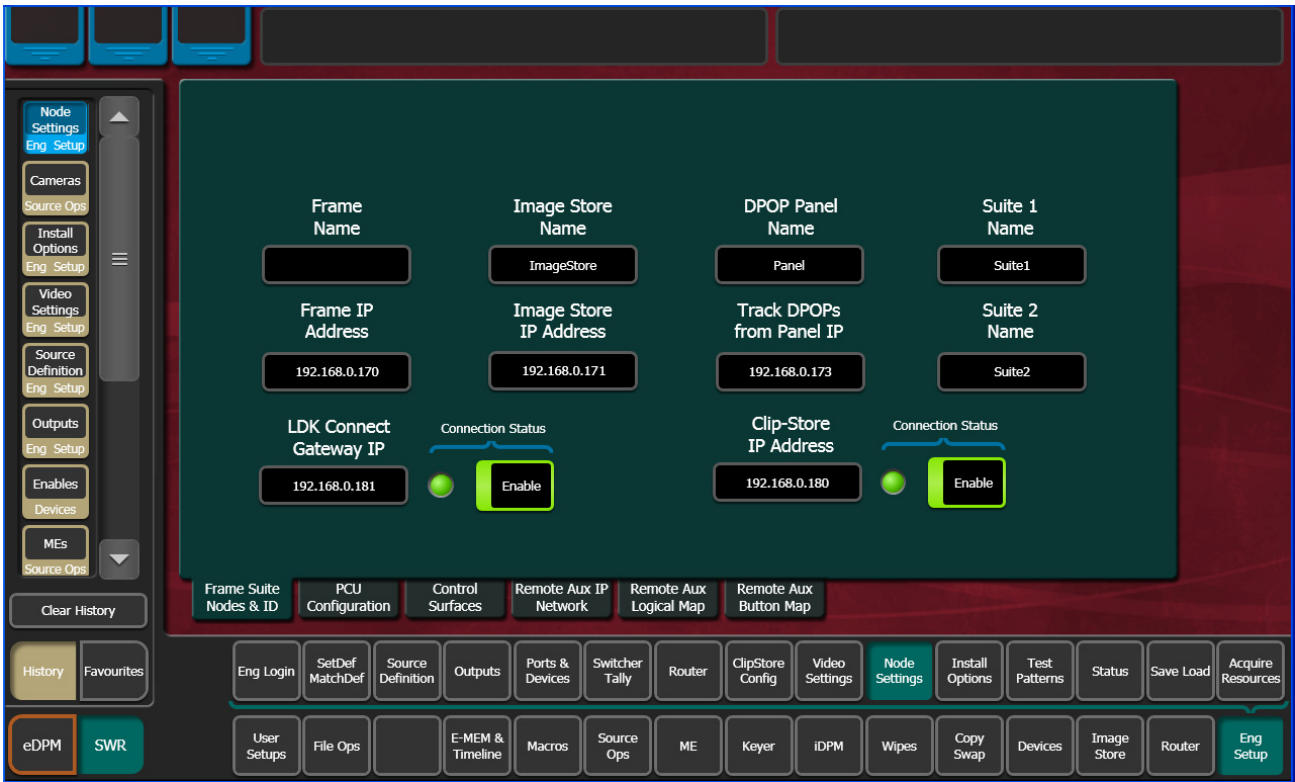 Node
Settings
Eng Setup
Cameras
Source Ops
Install
Options
Eng Setup
Video
Settings
Eng Setup
Source
Definition
Eng Setup
Outputs
Eng Setup
Enables
Devices
MEs
Source Ops
Clear History
History
Favourites
eDPM
SWR
Frame
Name
Image Store
Name
DPOP Panel
Name
Suite 1
Name
ImageStore
Panel
Suite1
Frame IP
Address
Image Store
IP Address
Track DPOPs
from Panel IP
Suite 2
Name
192.168.0.170
192.168.0.171
192.168.0.173
Suite2
LDK Connect
Gateway IP
Connection Status
Clip-Store
IP Address
Connection Status
192.168.0.181
Enable
192.168.0.180
Enable
Frame Suite
Nodes & ID
PCU
Configuration
Control
Surfaces
Remote Aux IP
Network
Remote Aux
Logical Map
Remote Aux
Button Map
Eng Login
SetDef
MatchDef
Source
Definition
Outputs
Ports &
Devices
Switcher
Tally
Router
ClipStore
Config
Video
Settings
Node
Settings
Install
Options
Test
Patterns
Status
Save Load
Acquire
Resources
User
Setups
File Ops
E-MEM &
Timeline
Macros
Source
Ops
ME
Keyer
iDPM
Wipes
Copy
Swap
Devices
Image
Store
Router
Eng
Setup